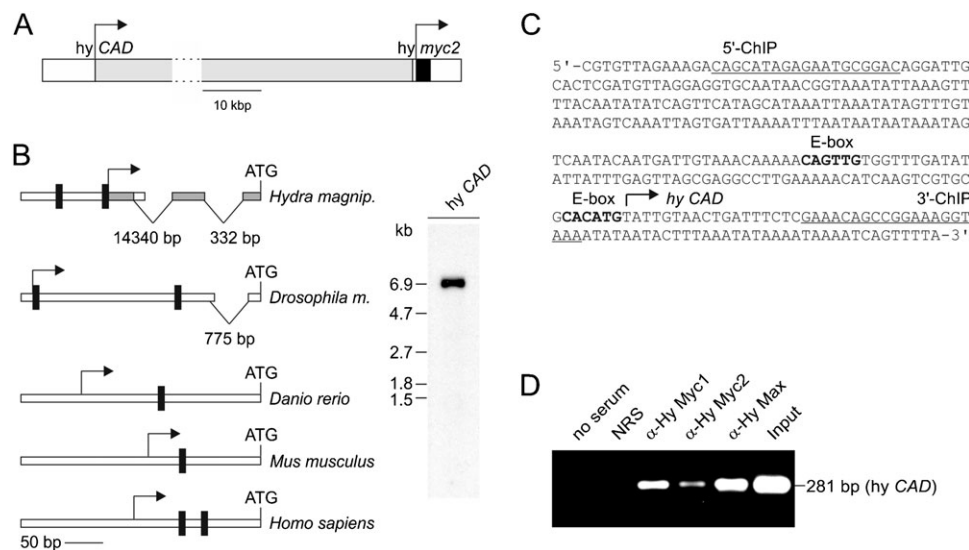 A
hy CAD
hy myc2
10 kbp
B
ATG
Hydra magnip.
14340 bp
332 bp
ATG
Drosophila m.
775 bp
ATG
Danio rerio
ATG
Mus musculus
ATG
Homo sapiens
50 bp
hy CAD
kb
6.9
4.7
2.7
1.8
1.5
C
5'-ChIP
5'-CGTGTTAGAAAGACAGCATAGAGAATGCGGACAGGATTG
CACTCGATGTTAGGAGGTGCAATAACGGTAAATATTAAAGTT
TTACAATATATCAGTTCATAGCATAAATTAAATATAGTTTGT
AAATAGTCAAATTAGTGATTAAAATTTAATAATAAATAAATAG
E-box
TCAATACAATGATTGTAAACAAAAACAGTTGTGGTTTGATAT
ATTATTTGAGTTAGCGAGGCCTTGAAAAACATCAAGTCGTGC
E-box
hy CAD
3'-ChIP
GCACATGTATTGTAACTGATTTCTCGAAACAGCCGGAAAGGT
AAAATATAATACTTTAAATATAAAATAAAATCAGTTTTA-3'
D
no serum
NRS
α-Hy Myc1
α-Hy Myc2
α-Hy Max
Input
281 bp (hy CAD)